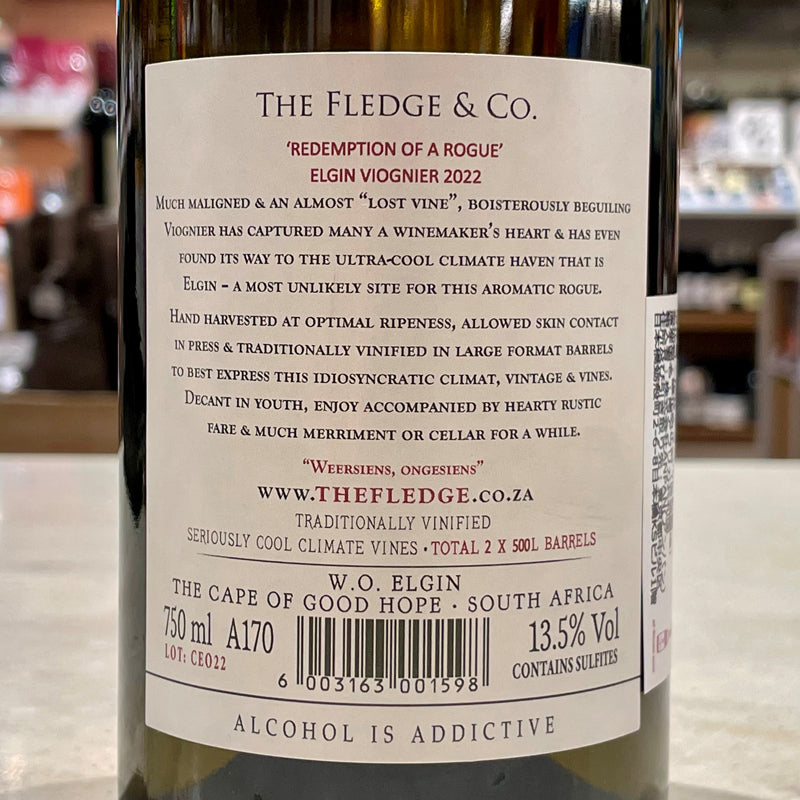 THE FLEDGE & CO.
'REDEMPTION OF A ROGUE'
ELGIN VIOGNIER 2022
MUCH MALIGNED & AN ALMOST "LOST VINE", BOISTEROUSLY BEGUILING
VIOGNIER HAS CAPTURED MANY A WINEMAKER'S HEART & HAS EVEN
FOUND ITS WAY TO THE ULTRA-COOL CLIMATE HAVEN THAT IS
ELGIN – A MOST UNLIKELY SITE FOR THIS AROMATIC ROGUE.
HAND HARVESTED AT OPTIMAL RIPENESS, ALLOWED SKIN CONTACT
IN PRESS & TRADITIONALLY VINIFIED IN LARGE FORMAT BARRELS
TO BEST EXPRESS THIS IDIOSYNCRATIC CLIMAT, VINTAGE & VINES.
DECANT IN YOUTH, ENJOY ACCOMPANIED BY HEARTY RUSTIC
FARE & MUCH MERRIMENT OR CELLAR FOR A WHILE.
"WEERSIENS, ONGESIENS"
WWW.THEFLEDGE.CO.ZA
TRADITIONALLY VINIFIED
SERIOUSLY COOL CLIMATE VINES · TOTAL 2 X 500L BARRELS
W.O. ELGIN
THE CAPE OF GOOD HOPE · SOUTH AFRICA
750 ml A170
LOT: CEO22
6 003163 001598
13.5% Vol
CONTAINS SULFITES
ALCOHOL IS ADDICTIVE